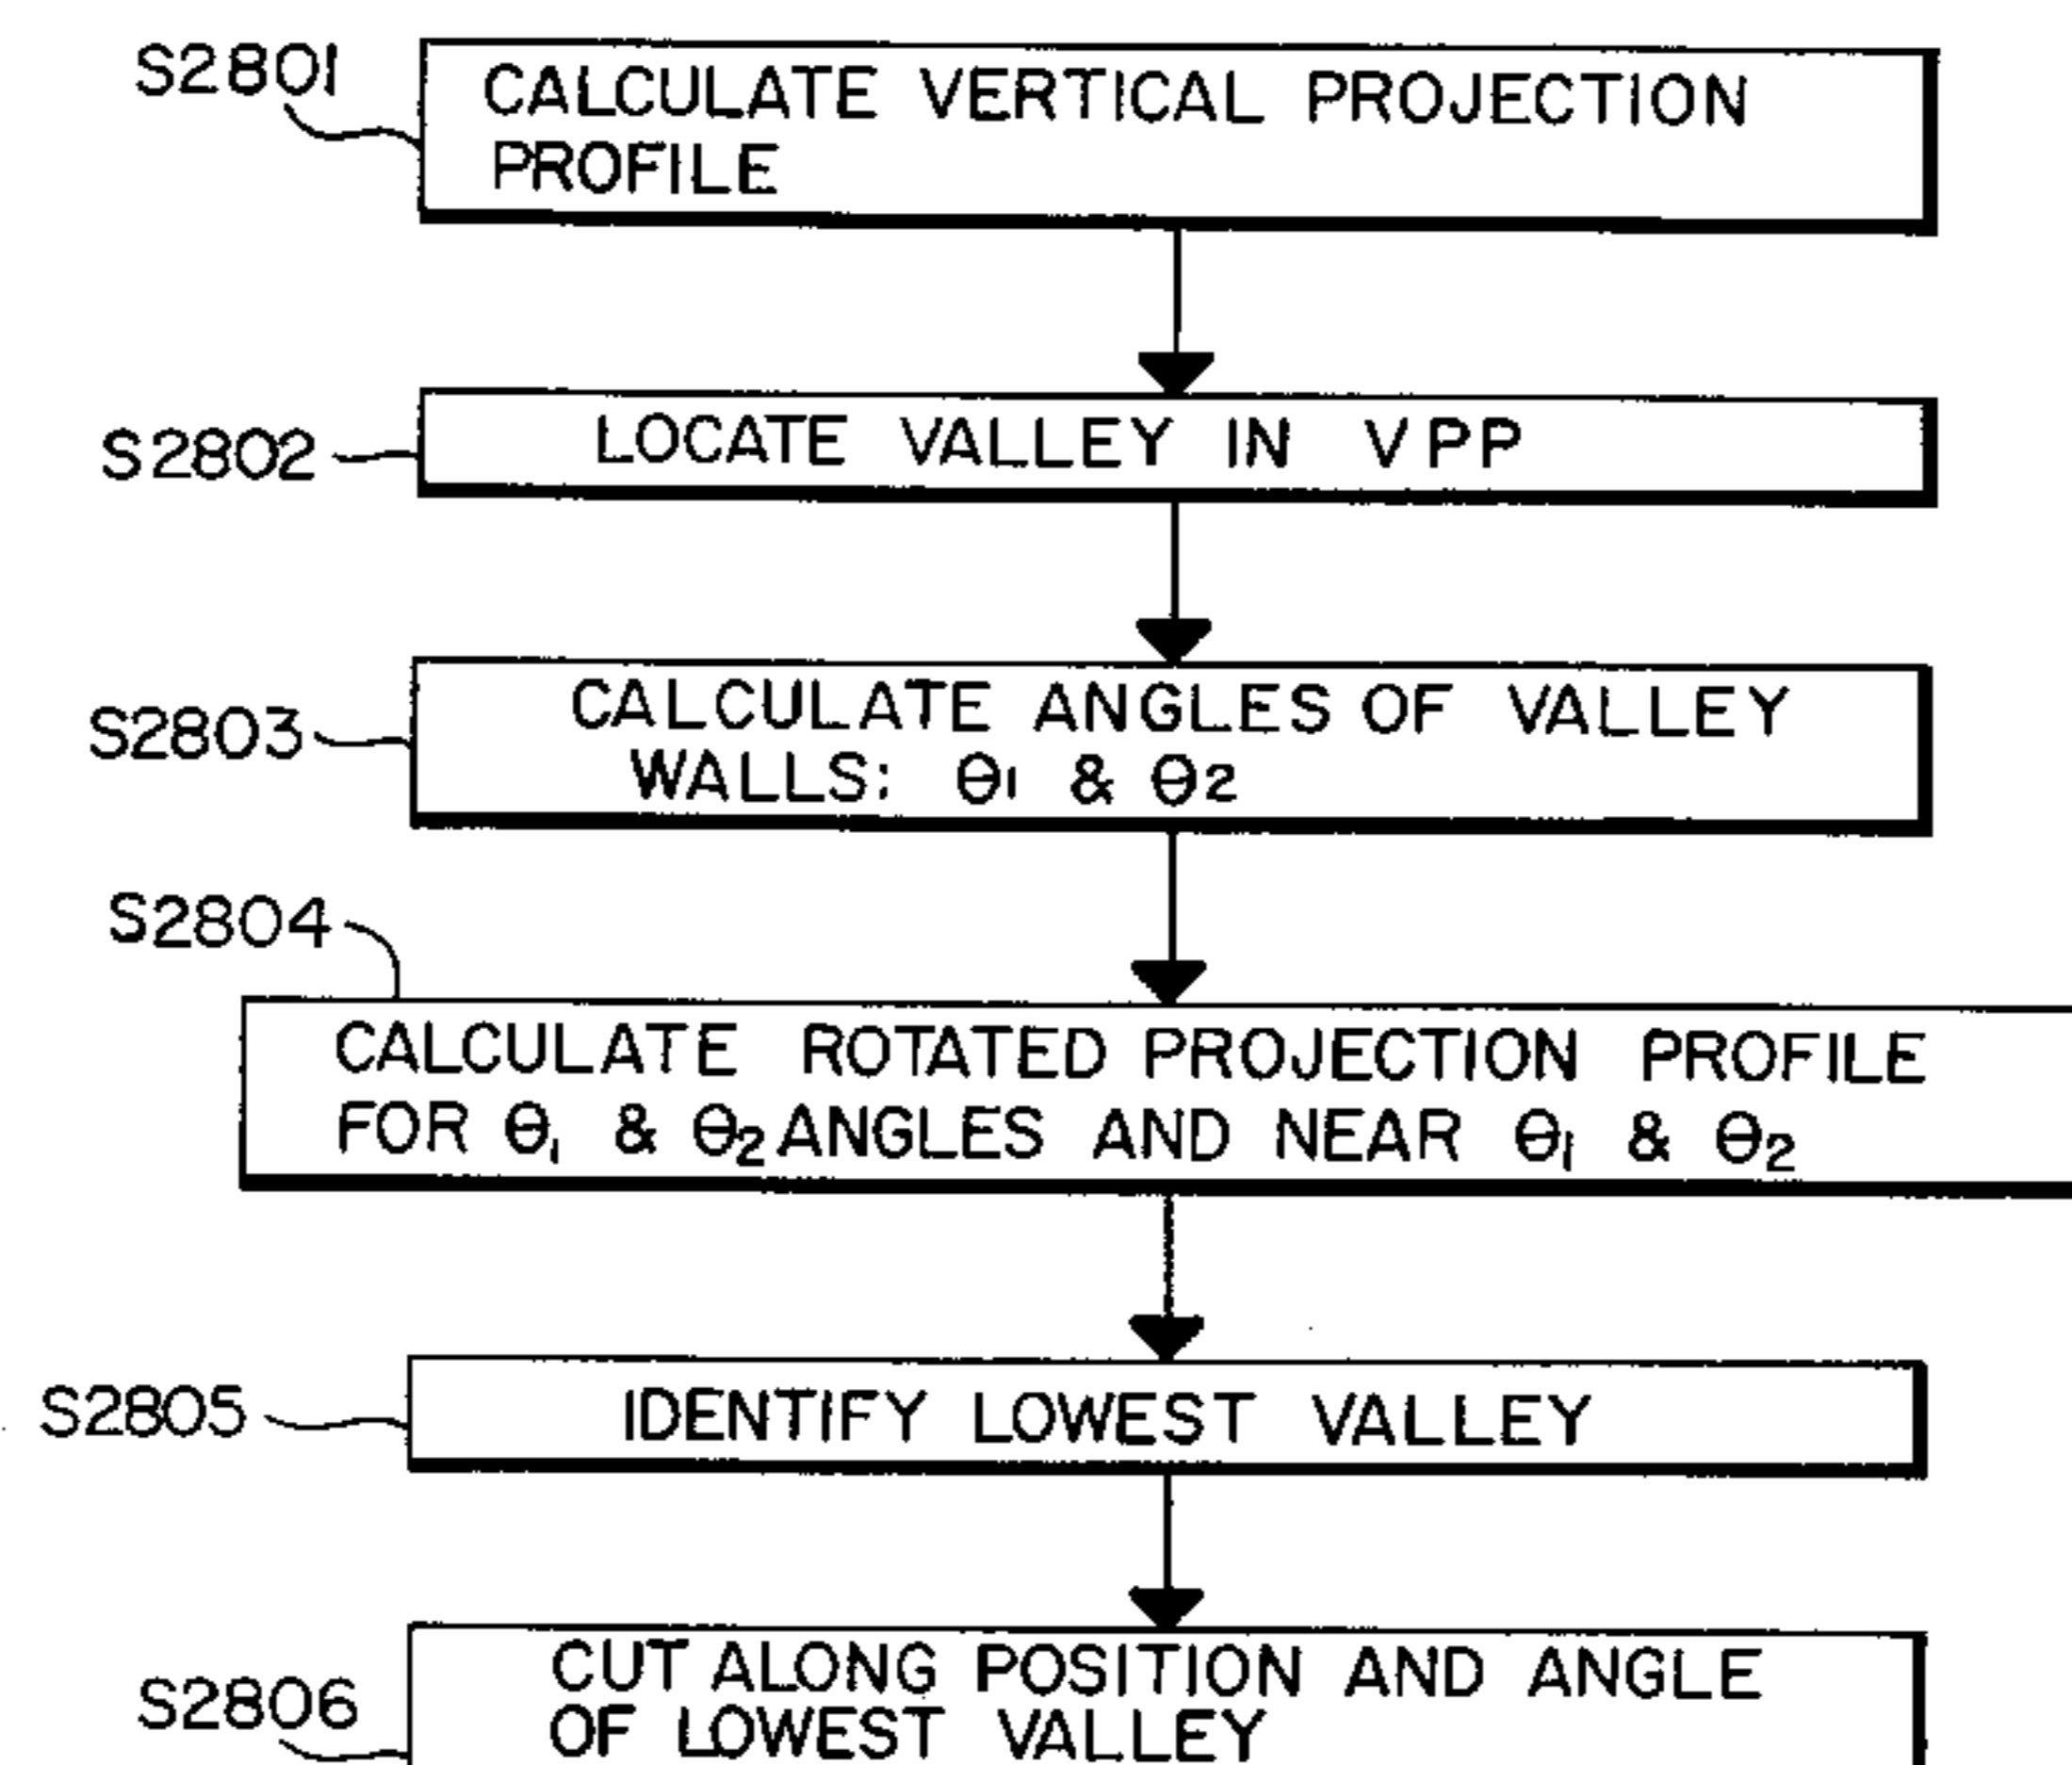 S2801
CALCULATE VERTICAL PROJECTION
PROFILE
S2802
LOCATE VALLEY IN VPP
S2803
CALCULATE ANGLES OF VALLEY
WALLS: θ1 & θ2
S2804
CALCULATE ROTATED PROJECTION PROFILE
FOR θ₁ & θ₂ ANGLES AND NEAR θ₁ & θ₂
S2805
IDENTIFY LOWEST VALLEY
S2806
CUT ALONG POSITION AND ANGLE
OF LOWEST VALLEY